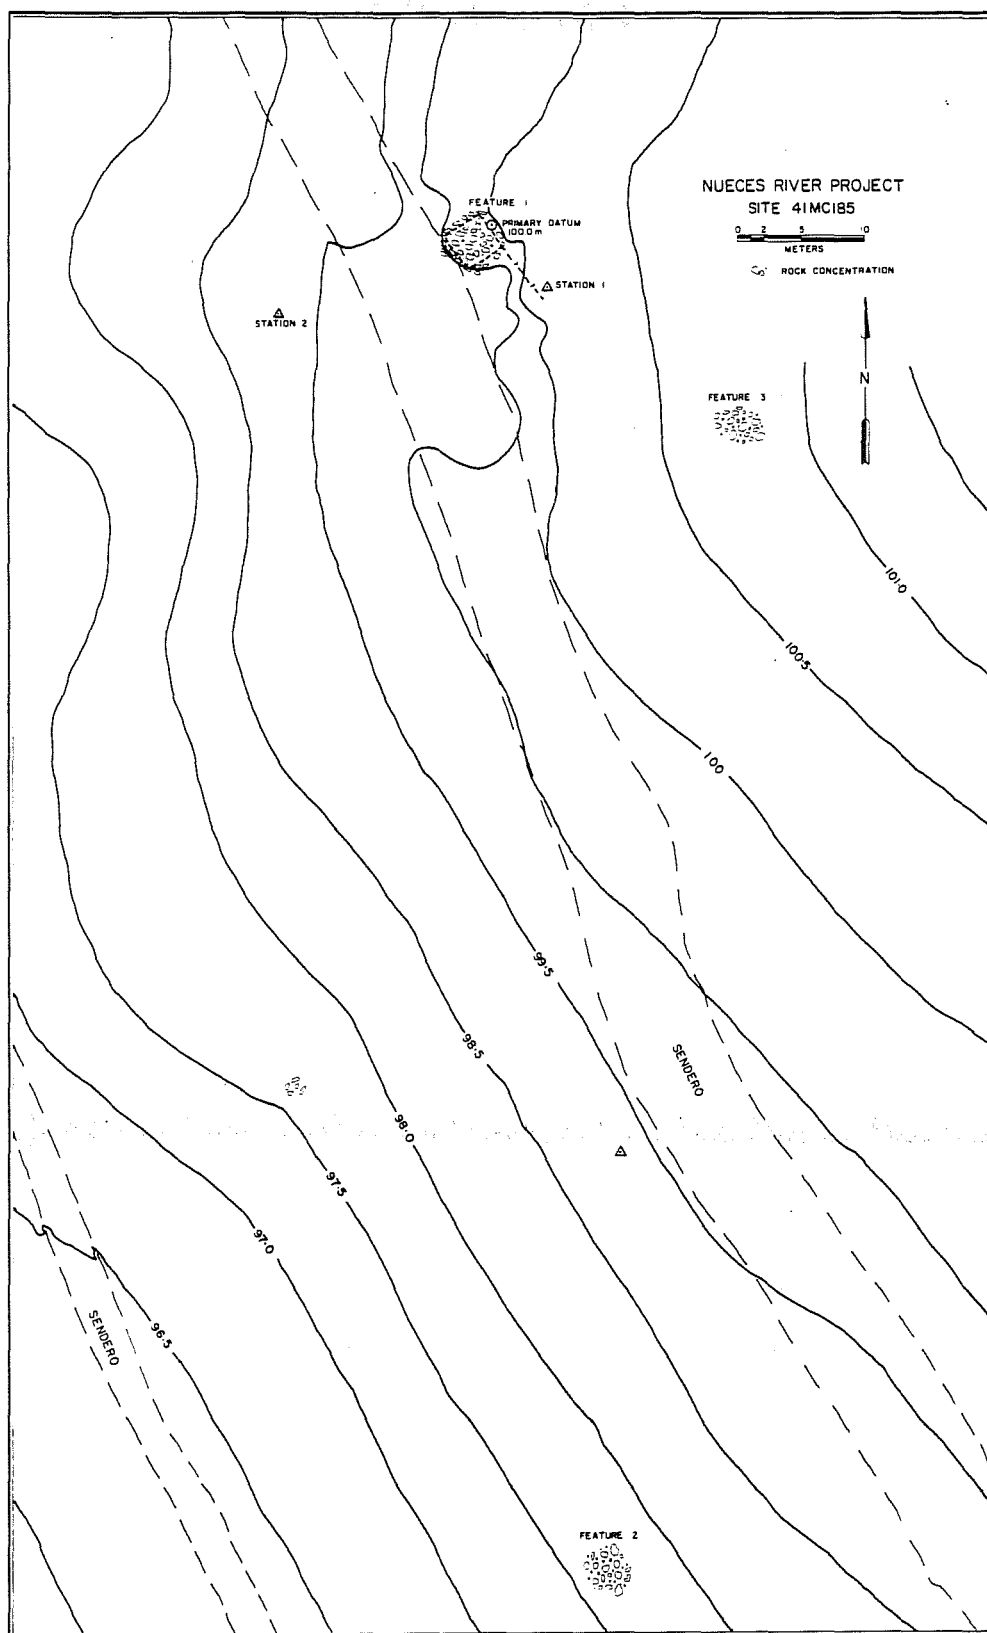 FEATURE 1
PRIMARY DATUM
100.0 m
STATION 1
STATION 2
NUECES RIVER PROJECT
SITE 41MC185
0 2 5 10
METERS
ROCK CONCENTRATION
N
FEATURE 3
101.0
100.5
100
99.5
98.5
98.0
97.5
97.0
96.5
SENDERO
SENDERO
FEATURE 2